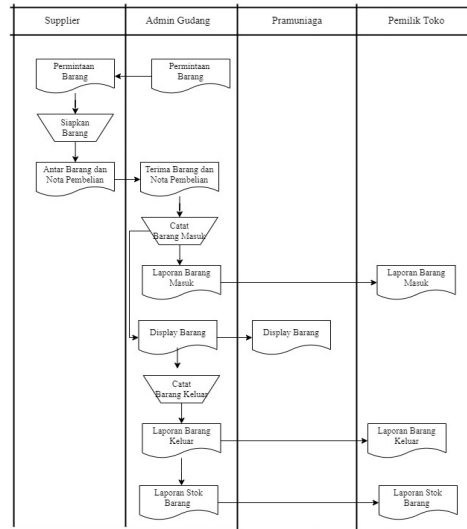 Supplier
Admin Gudang
Pramuniaga
Pemilik Toko
Permintaan
Barang
Permintaan
Barang
Siapkan
Barang
Antar Barang dan
Nota Pembelian
Terima Barang dan
Nota Pembelian
Catat
Barang Masuk
Laporan Barang
Masuk
Laporan Barang
Masuk
Display Barang
Display Barang
Catat
Barang Keluar
Laporan Barang
Keluar
Laporan Barang
Keluar
Laporan Stok
Barang
Laporan Stok
Barang